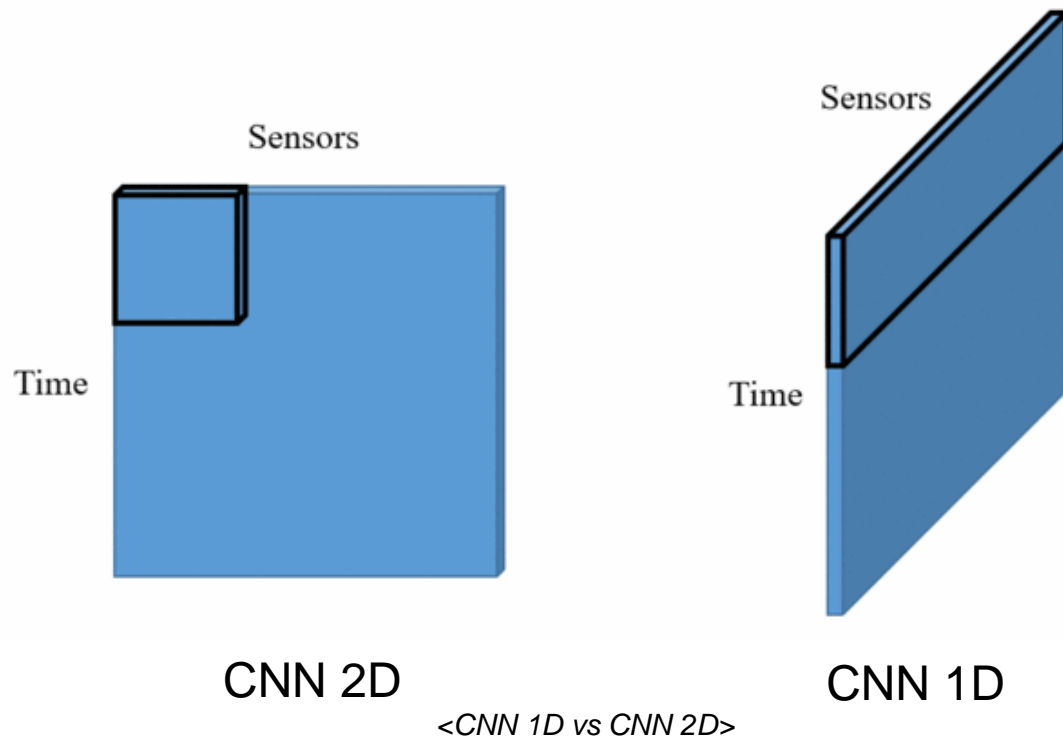 Sensors
Time
CNN 2D
Sensors
Time
CNN 1D
<CNN 1D vs CNN 2D>